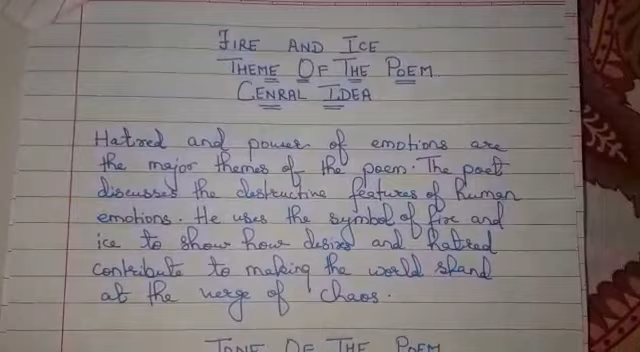 FIRE AND ICE
THEME OF THE POEM
CENRAL IDEA
Hatred and power of emotions are
the major themes of the poem. The poet
discusses the destructive features of human
emotions. He uses the symbol of fire and
ice to show how desires and hatred
contribute to making the world stand
at the verge of chaos.
TONE OF THE POEM